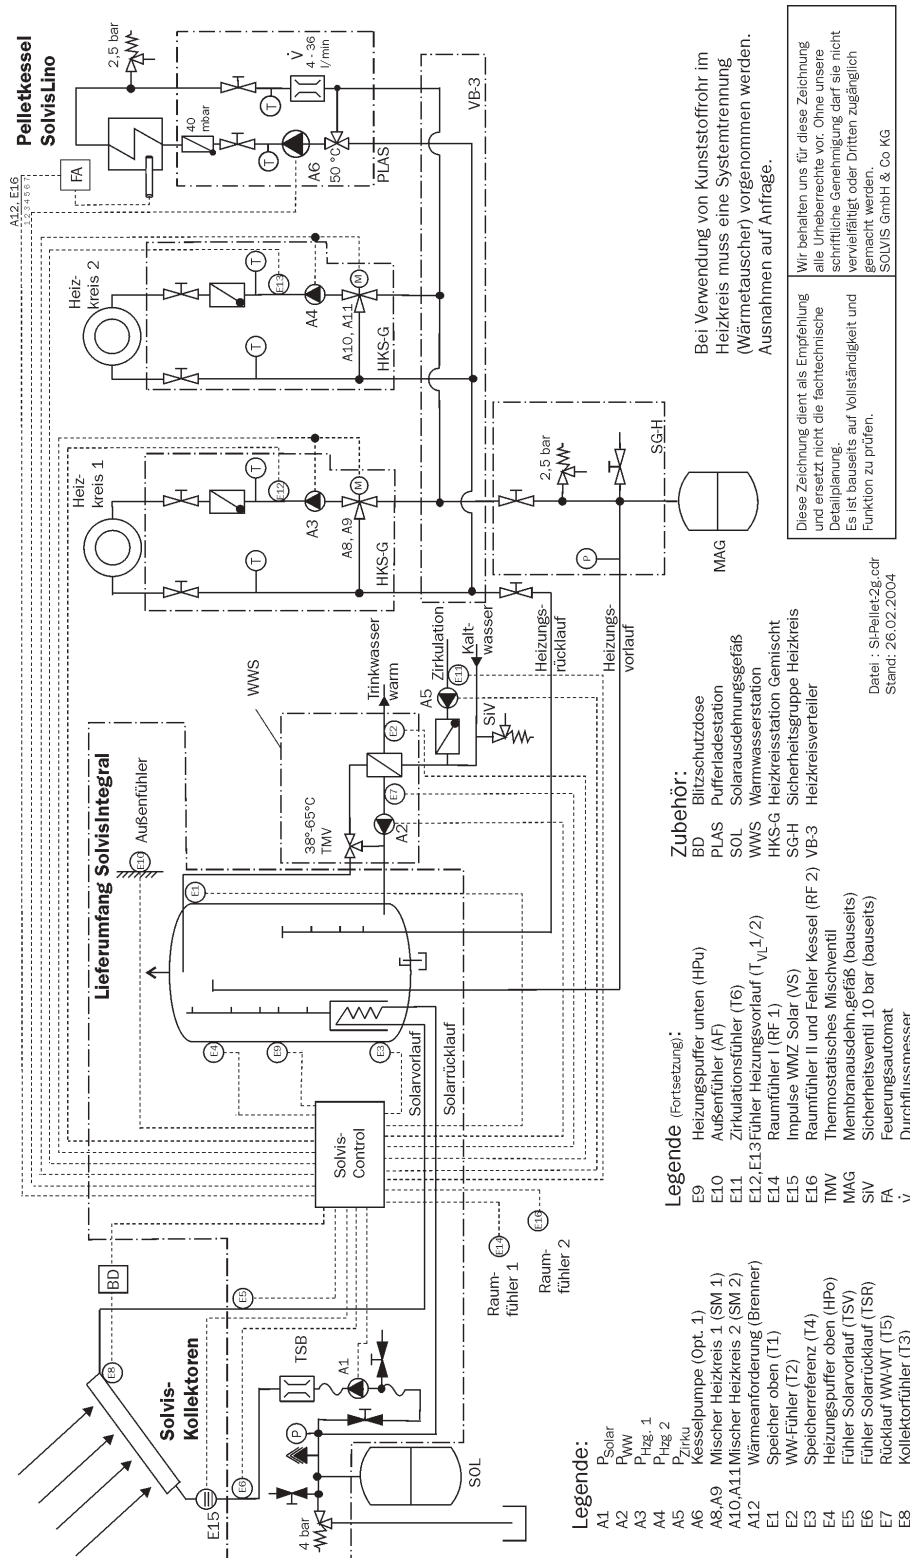 Pelletkessel
SolvisLino
A12, E16
1 2 3 4 5 6 7
FA
2,5 bar
40
mbar
V̇
4 - 36
l/min
T
T
A6
50 °C
PLAS
VB-3
Heiz-
kreis 2
T
T
E13
A4
M
A10, A11
HKS-G
Heiz-
kreis 1
T
T
E12
A3
M
A8, A9
HKS-G
2,5 bar
SG-H
P
MAG
Heizungs-
rücklauf
Heizungs-
vorlauf
WWS
Trinkwasser
warm
Zirkulation
Kalt-
wasser
E11
A5
SiV
E2
E7
A2
38°-65°C
TMV
Lieferumfang SolvisIntegral
E10
Außenfühler
E1
E4
E9
E3
Solarvorlauf
Solarrücklauf
Solvis-
Control
E14
Raum-
fühler 1
E16
Raum-
fühler 2
BD
E8
Solvis-
Kollektoren
E5
E15
E6
TSB
A1
P
4 bar
SOL
Bei Verwendung von Kunststoffrohr im
Heizkreis muss eine Systemtrennung
(Wärmetauscher) vorgenommen werden.
Ausnahmen auf Anfrage.
Diese Zeichnung dient als Empfehlung
und ersetzt nicht die fachtechnische
Detailplanung.
Es ist bauseits auf Vollständigkeit und
Funktion zu prüfen.
Wir behalten uns für diese Zeichnung
alle Urheberrechte vor. Ohne unsere
schriftliche Genehmigung darf sie nicht
vervielfältigt oder Dritten zugänglich
gemacht werden.
SOLVIS GmbH & Co KG
Datei : SI-Pellet-2g.cdr
Stand: 26.02.2004
Legende:
A1 P Solar
A2 P WW
A3 P Hzg. 1
A4 P Hzg 2
A5 P Zirku
A6 Kesselpumpe (Opt. 1)
A8,A9 Mischer Heizkreis 1 (SM 1)
A10,A11 Mischer Heizkreis 2 (SM 2)
A12 Wärmeanforderung (Brenner)
E1 Speicher oben (T1)
E2 WW-Fühler (T2)
E3 Speicherreferenz (T4)
E4 Heizungspuffer oben (HPo)
E5 Fühler Solarvorlauf (TSV)
E6 Fühler Solarrücklauf (TSR)
E7 Rücklauf WW-WT (T5)
E8 Kollektorfühler (T3)
Legende (Fortsetzung):
E9 Heizungspuffer unten (HPu)
E10 Außenfühler (AF)
E11 Zirkulationsfühler (T6)
E12,E13 Fühler Heizungsvorlauf (TVL1/2)
E14 Raumfühler I (RF 1)
E15 Impulse WMZ Solar (VS)
E16 Raumfühler II und Fehler Kessel (RF 2)
TMV Thermostatisches Mischventil
MAG Membranausdehn.gefäß (bauseits)
SiV Sicherheitsventil 10 bar (bauseits)
FA Feuerungsautomat
V̇ Durchflussmesser
Zubehör:
BD Blitzschutzdose
PLAS Pufferladestation
SOL Solarausdehnungsgefäß
WWS Warmwasserstation
HKS-G Heizkreisstation Gemischt
SG-H Sicherheitsgruppe Heizkreis
VB-3 Heizkreisverteiler